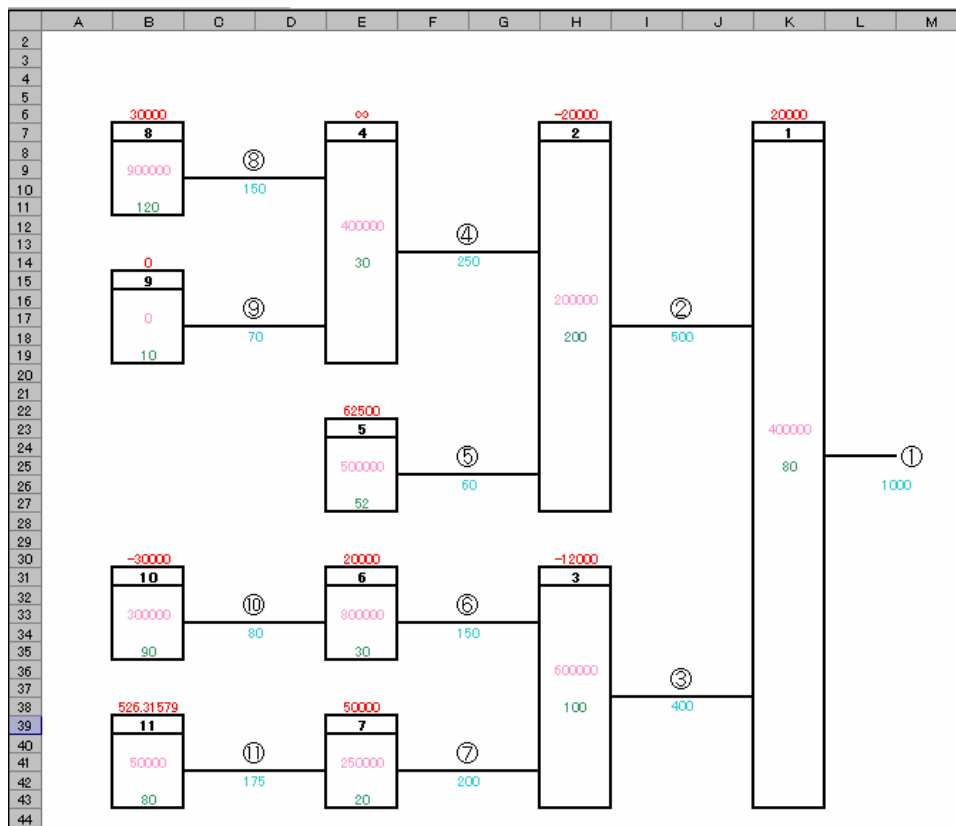 A B C D E F G H I J K L M
2
3
4
5
6 30000 ∞ -20000 20000
7 8 4 2 1
8 ⑧
9 900000
10 150
11 120
12 400000 ④
13
14 0 30 250
15 9
16 ⑨ 200000 ②
17 0
18 70 200 500
19 10
20
21
22 62500
23 5 400000
24 ⑤ ①
25 500000 80
26 60 1000
27 52
28
29
30 -30000 20000 -12000
31 10 6 3
32 ⑩ ⑥
33 300000 800000
34 80 150
35 90 30
36 600000 ③
37
38 526.31579 50000 100 400
39 11 7
40 ⑪ ⑦
41 50000 250000
42 175 200
43 80 20
44